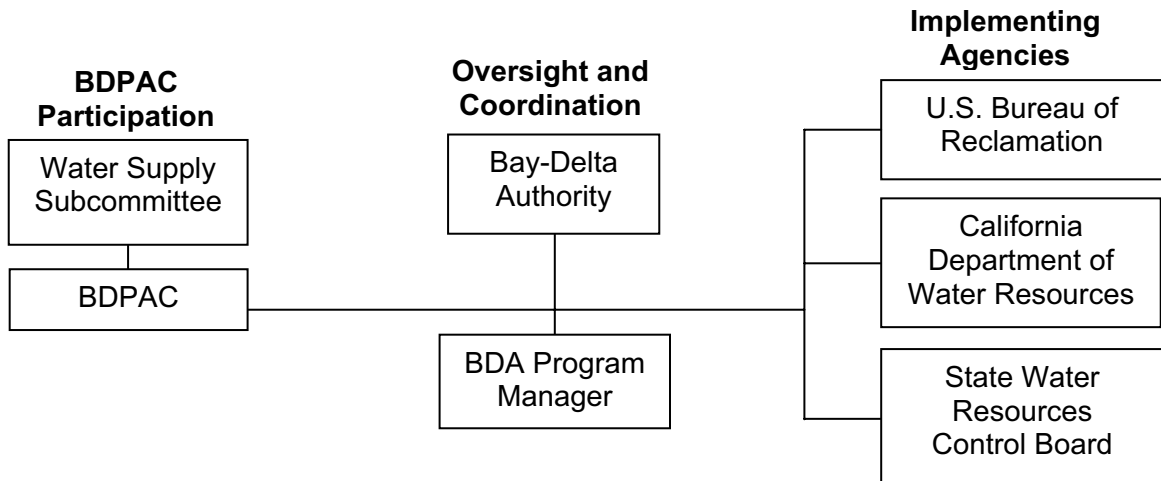 BDPAC
Participation
Water Supply
Subcommittee
BDPAC
Oversight and
Coordination
Bay-Delta
Authority
BDA Program
Manager
Implementing
Agencies
U.S. Bureau of
Reclamation
California
Department of
Water Resources
State Water
Resources
Control Board